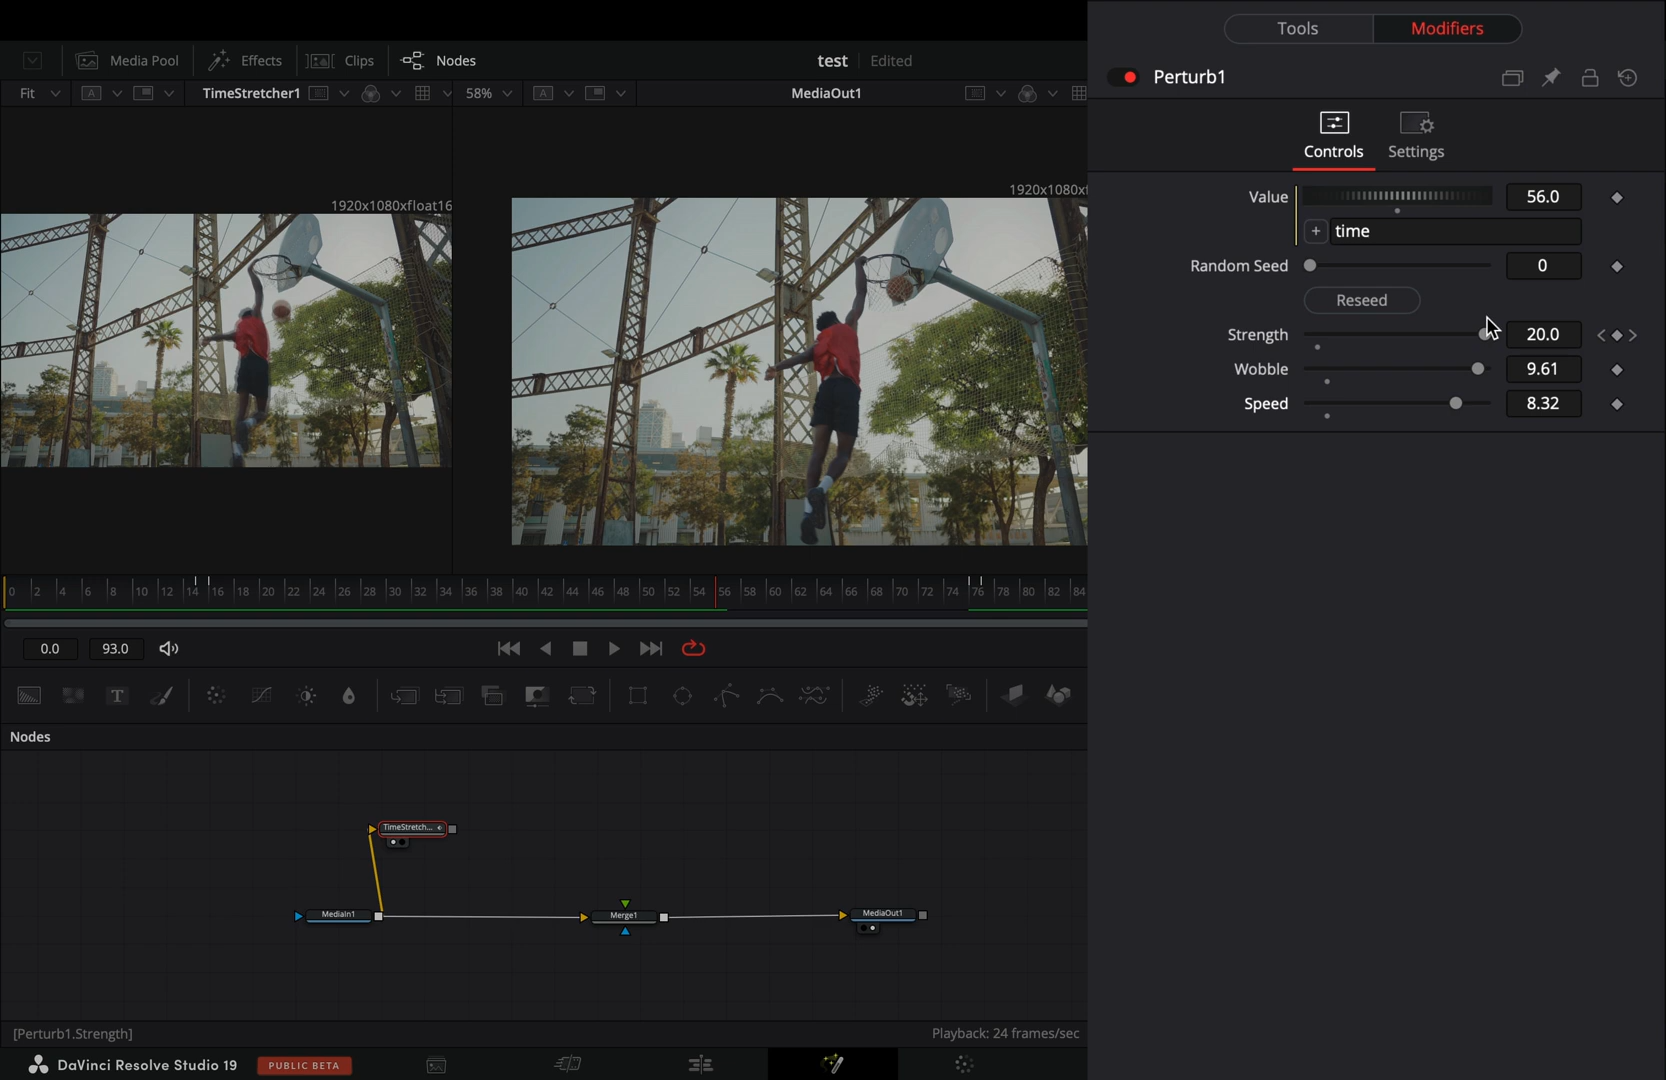 Tools
Modifiers
Media Pool
Effects
Clips
Nodes
test
Edited
Perturb1
Fit
TimeStretcher1
58%
MediaOut1
Controls
Settings
1920x1080xfloat16
1920x1080xf
Value
56.0
time
Random Seed
0
Reseed
Strength
20.0
Wobble
9.61
Speed
8.32
0 2 4 6 8 10 12 14 16 18 20 22 24 26 28 30 32 34 36 38 40 42 44 46 48 50 52 54 56 58 60 62 64 66 68 70 72 74 76 78 80 82 84
0.0
93.0
Nodes
TimeStretch...
MediaIn1
Merge1
MediaOut1
[Perturb1.Strength]
Playback: 24 frames/sec
DaVinci Resolve Studio 19
PUBLIC BETA